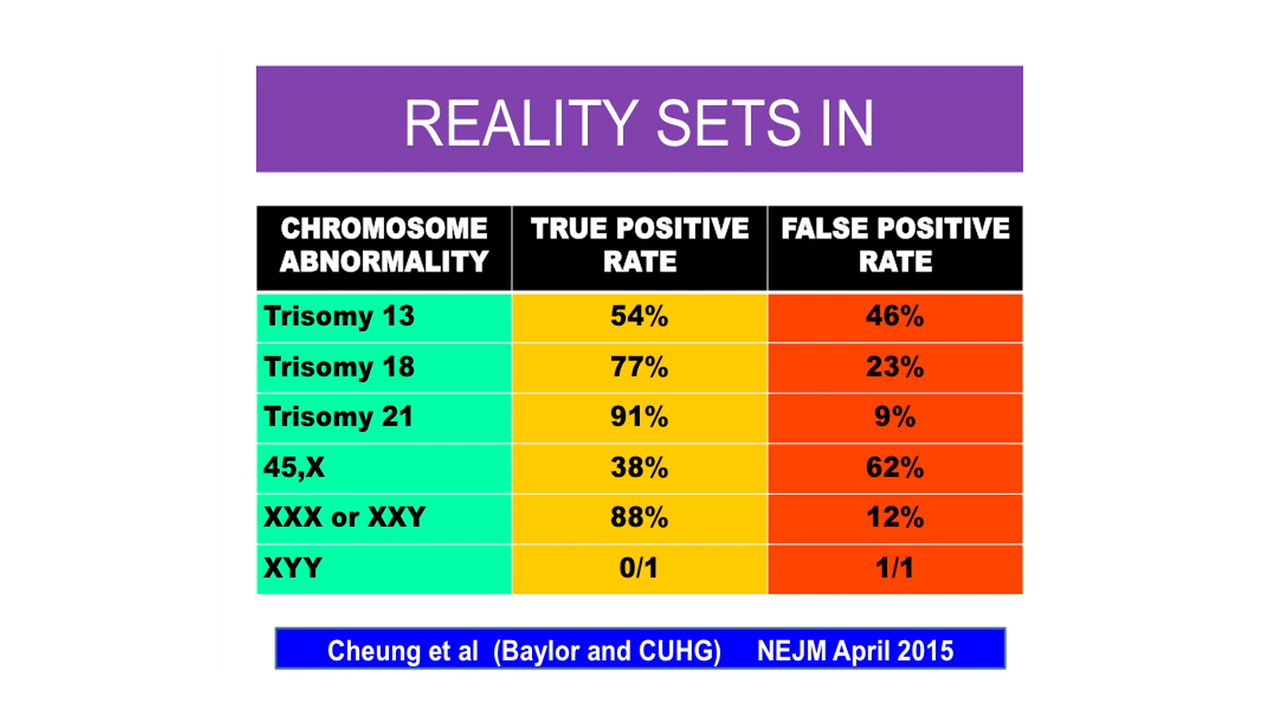 REALITY SETS IN
CHROMOSOME ABNORMALITY TRUE POSITIVE RATE FALSE POSITIVE RATE
Trisomy 13 54% 46%
Trisomy 18 77% 23%
Trisomy 21 91% 9%
45,X 38% 62%
XXX or XXY 88% 12%
XYY 0/1 1/1
Cheung et al (Baylor and CUHG) NEJM April 2015